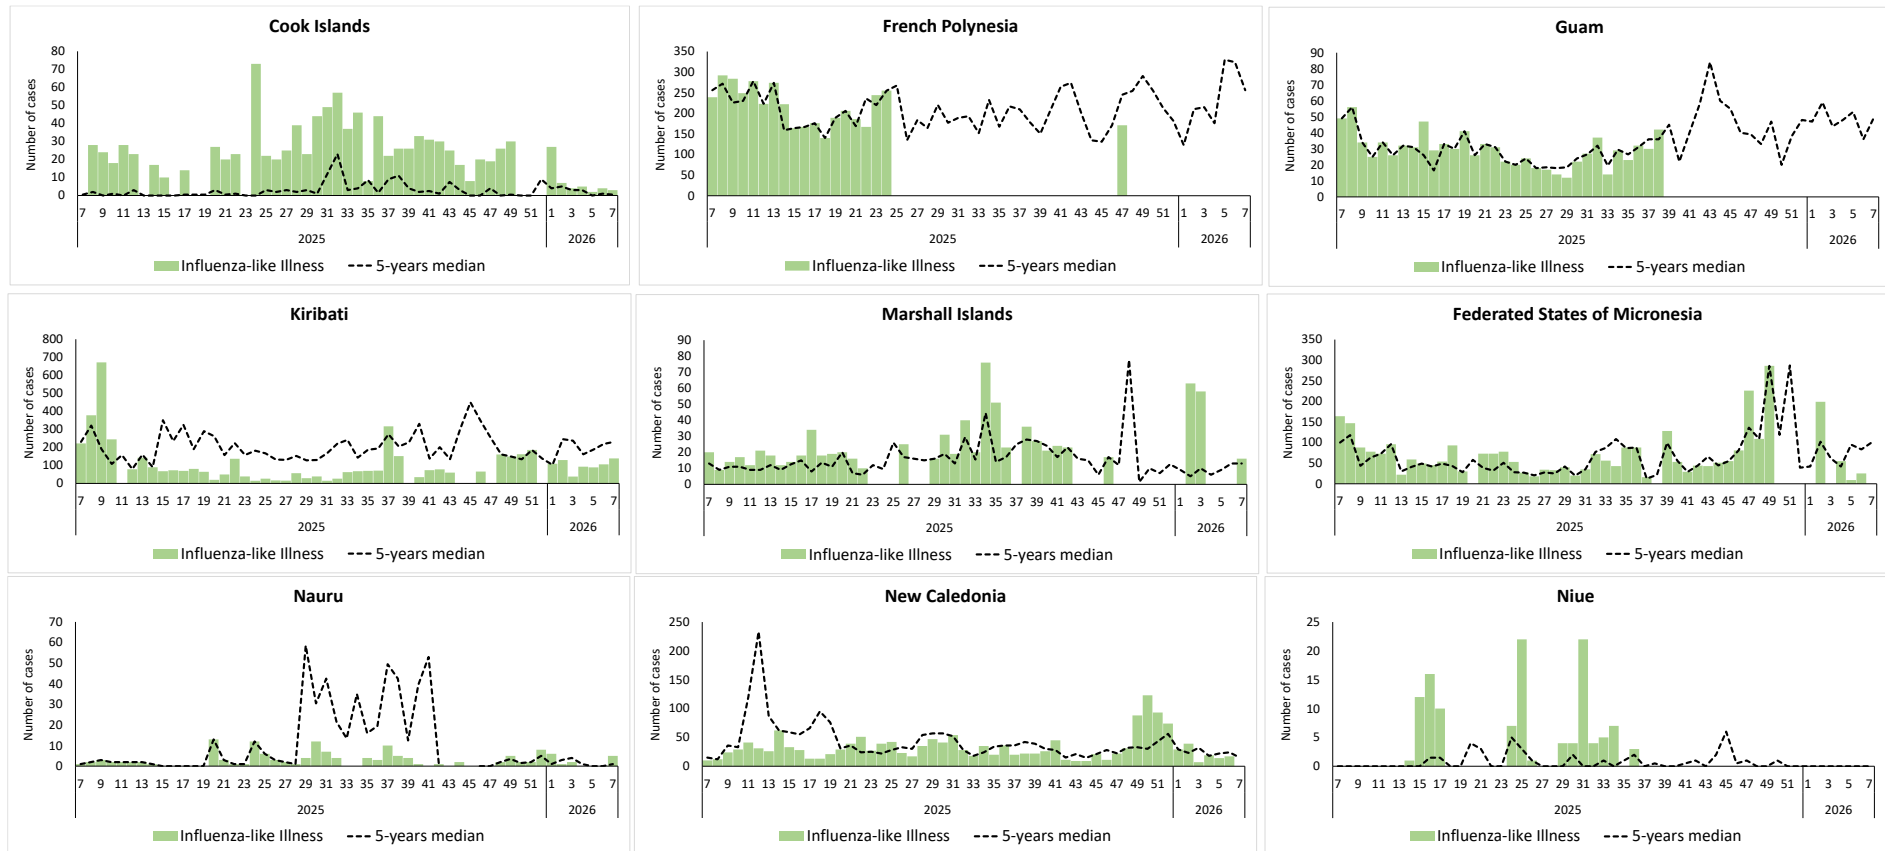 Cook Islands
Number of cases
80
70
60
50
40
30
20
10
0
7 9 11 13 15 17 19 21 23 25 27 29 31 33 35 37 39 41 43 45 47 49 51 1 3 5 7
2025 2026
Influenza-like Illness 5-years median
French Polynesia
Number of cases
350
300
250
200
150
100
50
0
7 9 11 13 15 17 19 21 23 25 27 29 31 33 35 37 39 41 43 45 47 49 51 1 3 5 7
2025 2026
Influenza-like Illness 5-years median
Guam
Number of cases
90
80
70
60
50
40
30
20
10
0
7 9 11 13 15 17 19 21 23 25 27 29 31 33 35 37 39 41 43 45 47 49 51 1 3 5 7
2025 2026
Influenza-like Illness 5-years median
Kiribati
Number of cases
800
700
600
500
400
300
200
100
0
7 9 11 13 15 17 19 21 23 25 27 29 31 33 35 37 39 41 43 45 47 49 51 1 3 5 7
2025 2026
Influenza-like Illness 5-years median
Marshall Islands
Number of cases
90
80
70
60
50
40
30
20
10
0
7 9 11 13 15 17 19 21 23 25 27 29 31 33 35 37 39 41 43 45 47 49 51 1 3 5 7
2025 2026
Influenza-like Illness 5-years median
Federated States of Micronesia
Number of cases
350
300
250
200
150
100
50
0
7 9 11 13 15 17 19 21 23 25 27 29 31 33 35 37 39 41 43 45 47 49 51 1 3 5 7
2025 2026
Influenza-like Illness 5-years median
Nauru
Number of cases
70
60
50
40
30
20
10
0
7 9 11 13 15 17 19 21 23 25 27 29 31 33 35 37 39 41 43 45 47 49 51 1 3 5 7
2025 2026
Influenza-like Illness 5-years median
New Caledonia
Number of cases
250
200
150
100
50
0
7 9 11 13 15 17 19 21 23 25 27 29 31 33 35 37 39 41 43 45 47 49 51 1 3 5 7
2025 2026
Influenza-like Illness 5-years median
Niue
Number of cases
25
20
15
10
5
0
7 9 11 13 15 17 19 21 23 25 27 29 31 33 35 37 39 41 43 45 47 49 51 1 3 5 7
2025 2026
Influenza-like Illness 5-years median